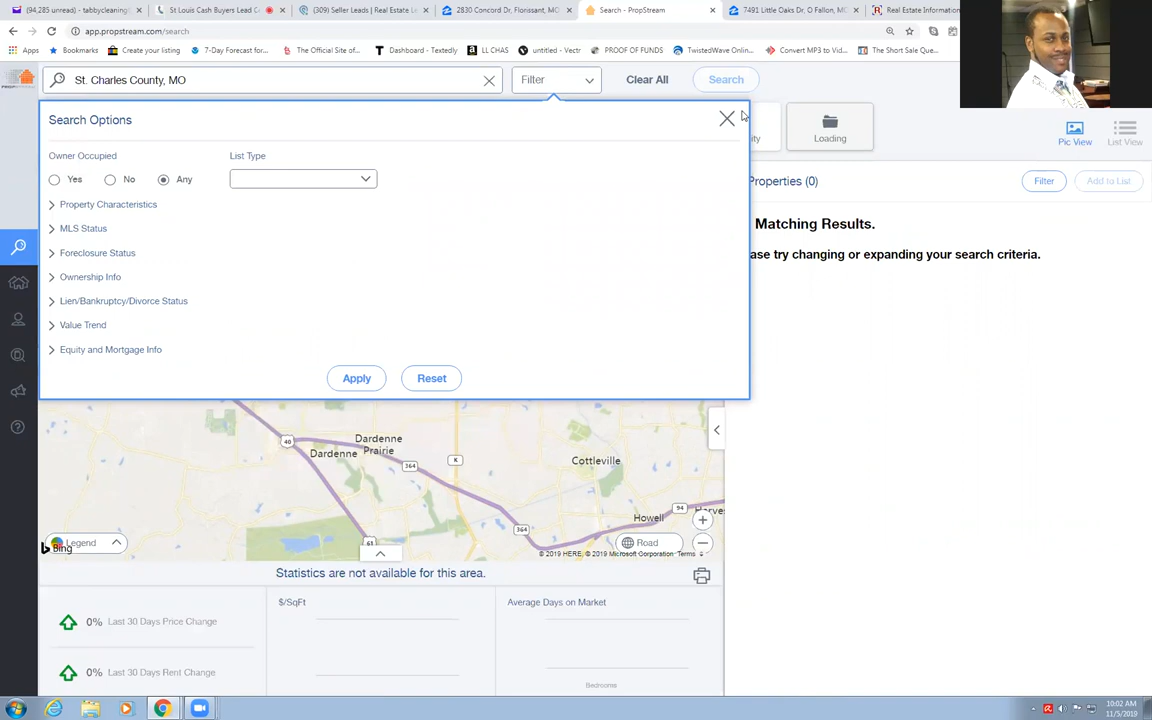 (94,285 unread) - tabbycleaning
St Louis Cash Buyers Lead C
(309) Seller Leads | Real Estate L
2830 Concord Dr, Florissant, MO
Search - PropStream
7491 Little Oaks Dr, O Fallon, MO
Real Estate Information
app.propstream.com/search
Apps
Bookmarks
Create your listing
7-Day Forecast for...
The Official Site of...
Dashboard - Textedly
LL CHAS
untitled - Vectr
PROOF OF FUNDS
TwistedWave Online...
Convert MP3 to Vid...
The Short Sale Que...
St. Charles County, MO
Filter
Clear All
Search
Search Options
ity
Loading
Pic View
List View
Owner Occupied
List Type
Yes
No
Any
Properties (0)
Filter
Add to List
Property Characteristics
MLS Status
Foreclosure Status
Ownership Info
Lien/Bankruptcy/Divorce Status
Value Trend
Equity and Mortgage Info
Matching Results.
ase try changing or expanding your search criteria.
Apply
Reset
Dardenne
Prairie
Dardenne
Cottleville
Howell
40
364
K
94
364
61
Legend
Bing
Road
© 2019 HERE, © 2019 Microsoft Corporation Terms
Statistics are not available for this area.
0% Last 30 Days Price Change
$/SqFt
Average Days on Market
0% Last 30 Days Rent Change
Bedrooms
10:02 AM
11/5/2019